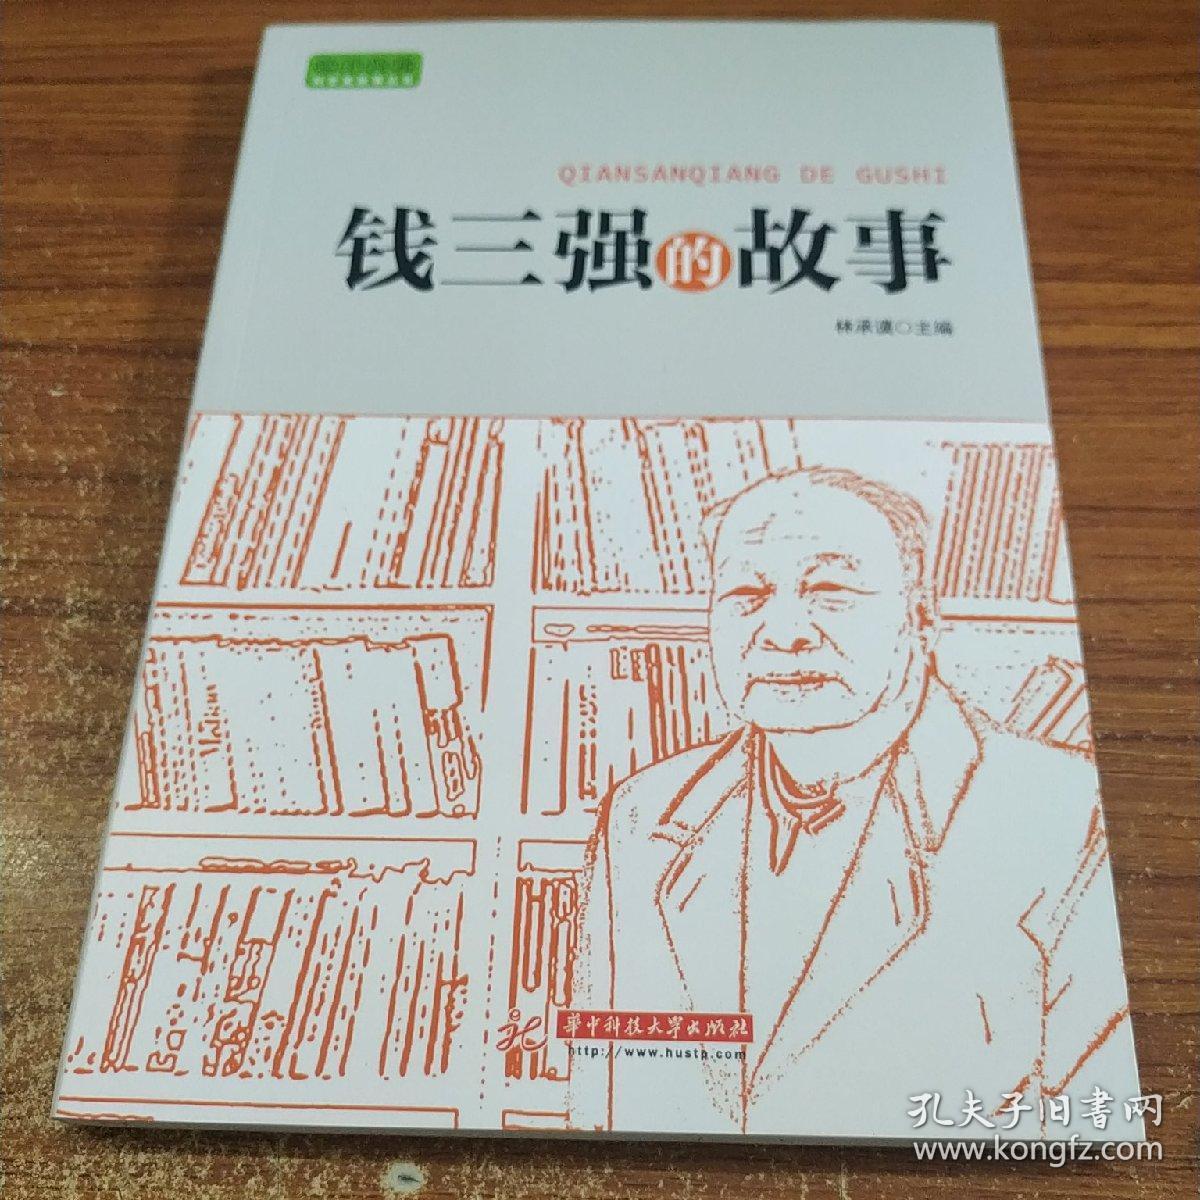 QIANSANQIANG DE GUSHI
钱三强的故事
林承谟○主编
华中科技大学出版社
http://www.hustp.com
孔夫子旧書网
www.kongfz.com